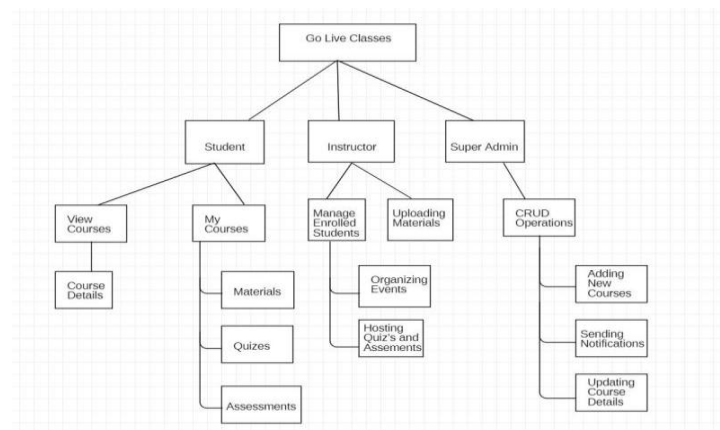 Go Live Classes
Student
Instructor
Super Admin
View
Courses
My
Courses
Manage
Enrolled
Students
Uploading
Materials
CRUD
Operations
Course
Details
Materials
Quizes
Assessments
Organizing
Events
Hosting
Quiz's and
Assements
Adding
New
Courses
Sending
Notifications
Updating
Course
Details